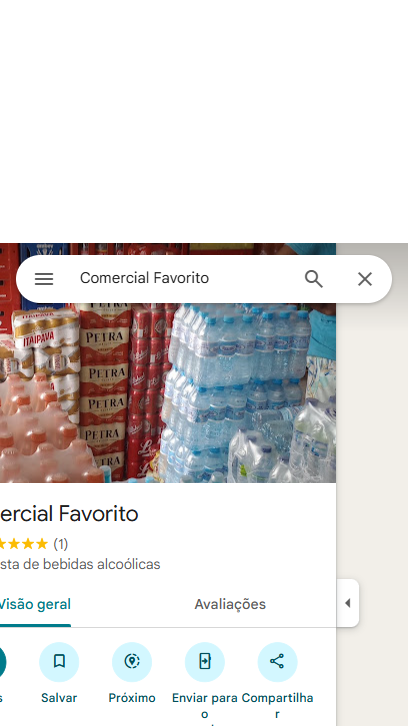 Comercial Favorito
ITAIPAVA
PETRA
PETRA
PETRA
PETRA
ercial Favorito
(1)
sta de bebidas alcoólicas
Visão geral
Avaliações
s
Salvar
Próximo
Enviar para o
Compartilhar